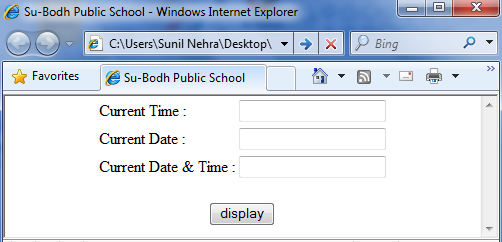 Su-Bodh Public School - Windows Internet Explorer
C:\Users\Sunil Nehra\Desktop\
Bing
Favorites
Su-Bodh Public School
Current Time :
Current Date :
Current Date & Time :
display